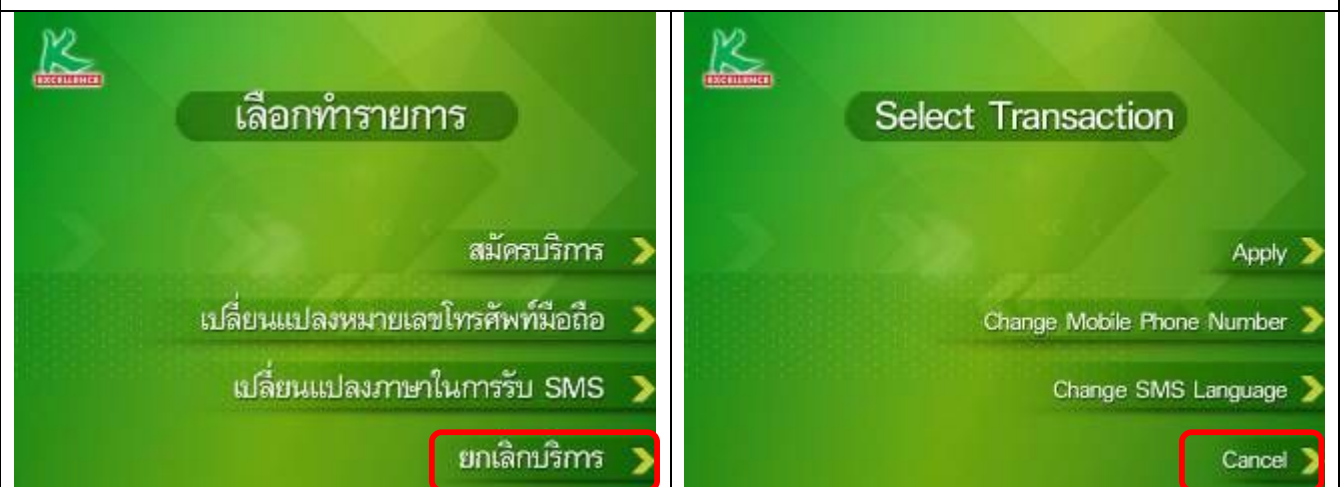 K
EXCELLENCE
เลือกทำรายการ
สมัครบริการ
เปลี่ยนแปลงหมายเลขโทรศัพท์มือถือ
เปลี่ยนแปลงภาษาในการรับ SMS
ยกเลิกบริการ
K
EXCELLENCE
Select Transaction
Apply
Change Mobile Phone Number
Change SMS Language
Cancel